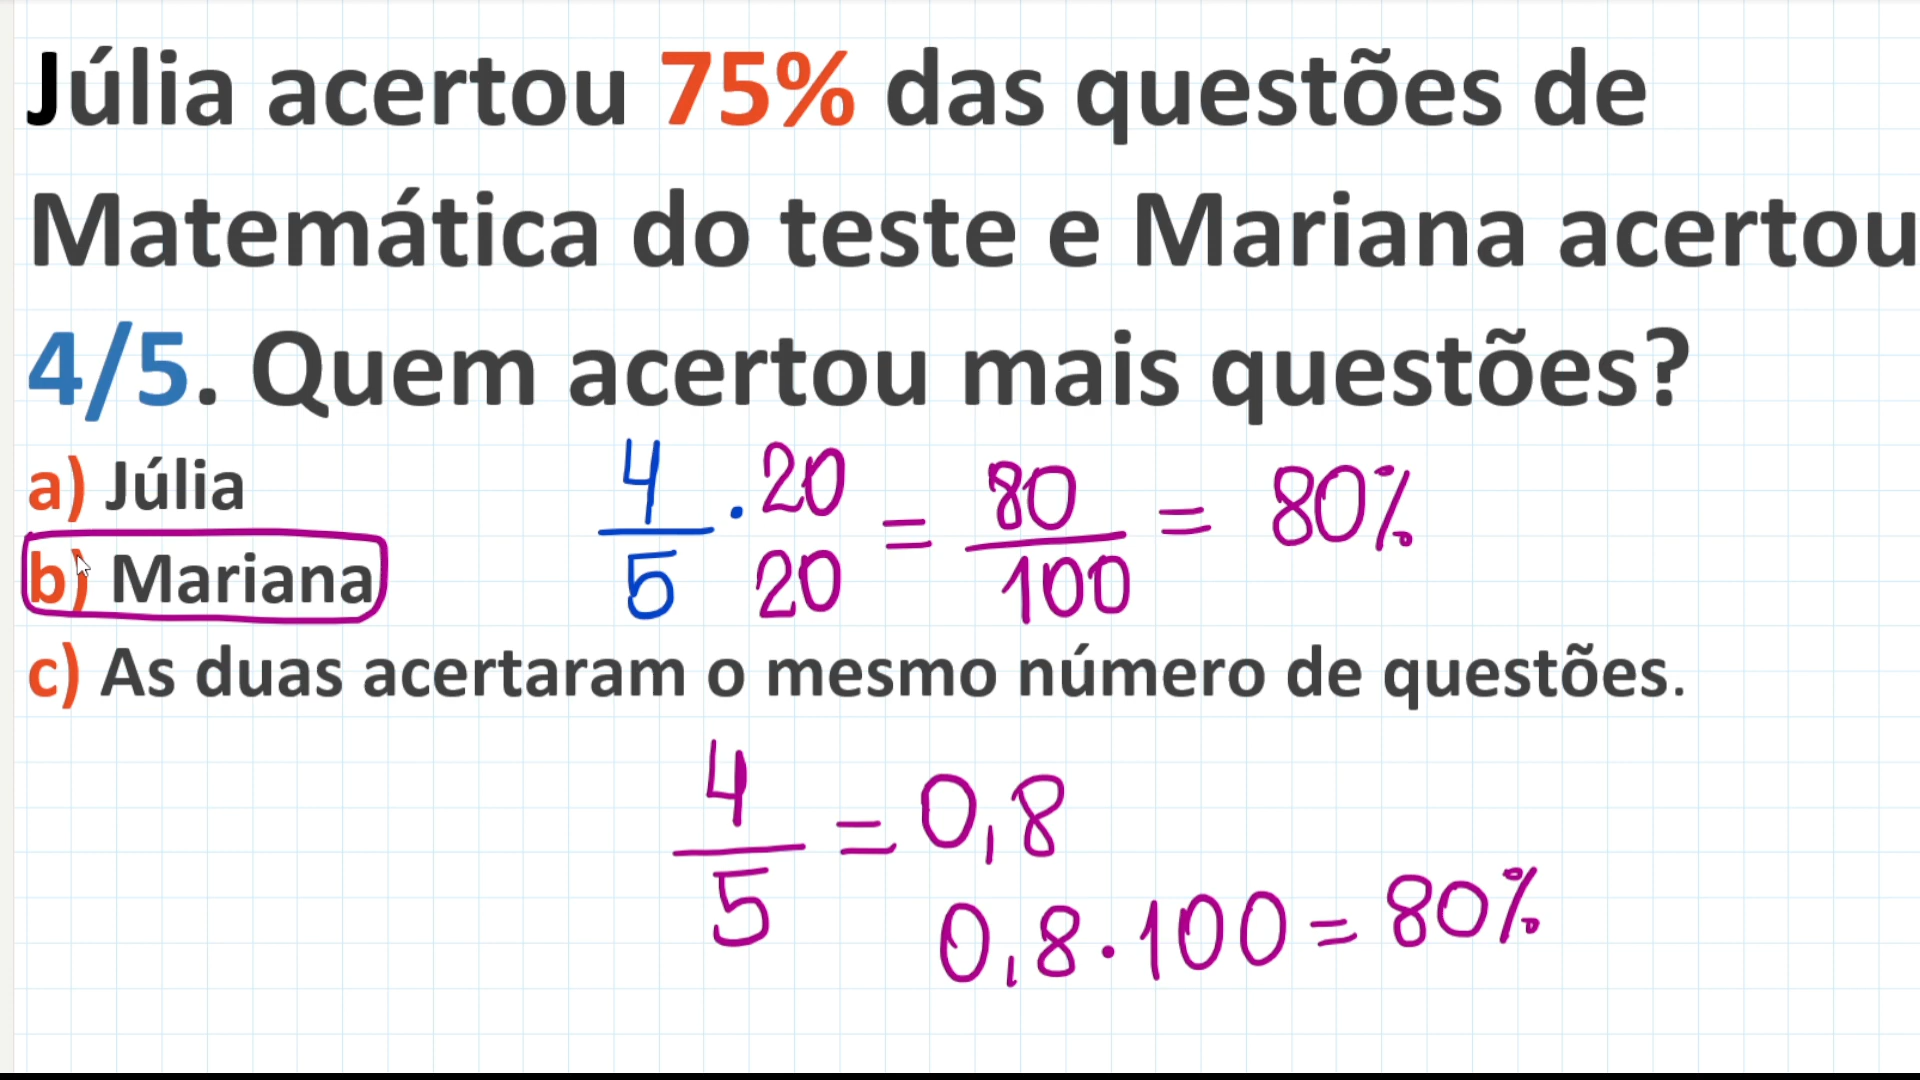 Júlia acertou 75% das questões de
Matemática do teste e Mariana acertou
4/5. Quem acertou mais questões?
a) Júlia
b) Mariana
c) As duas acertaram o mesmo número de questões.
4/5 · 20/20 = 80/100 = 80%
4/5 = 0,8
0,8 · 100 = 80%